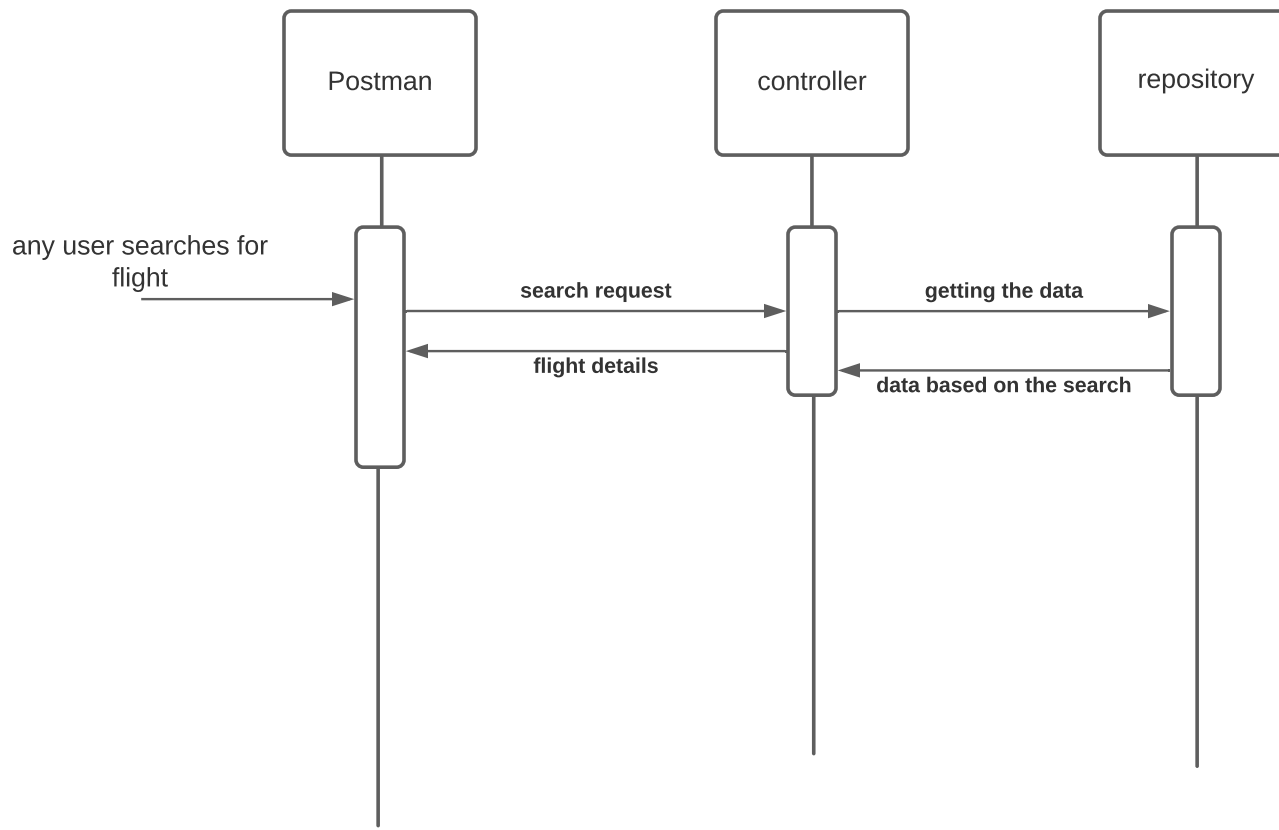 Postman
controller
repository
any user searches for
flight
search request
getting the data
flight details
data based on the search